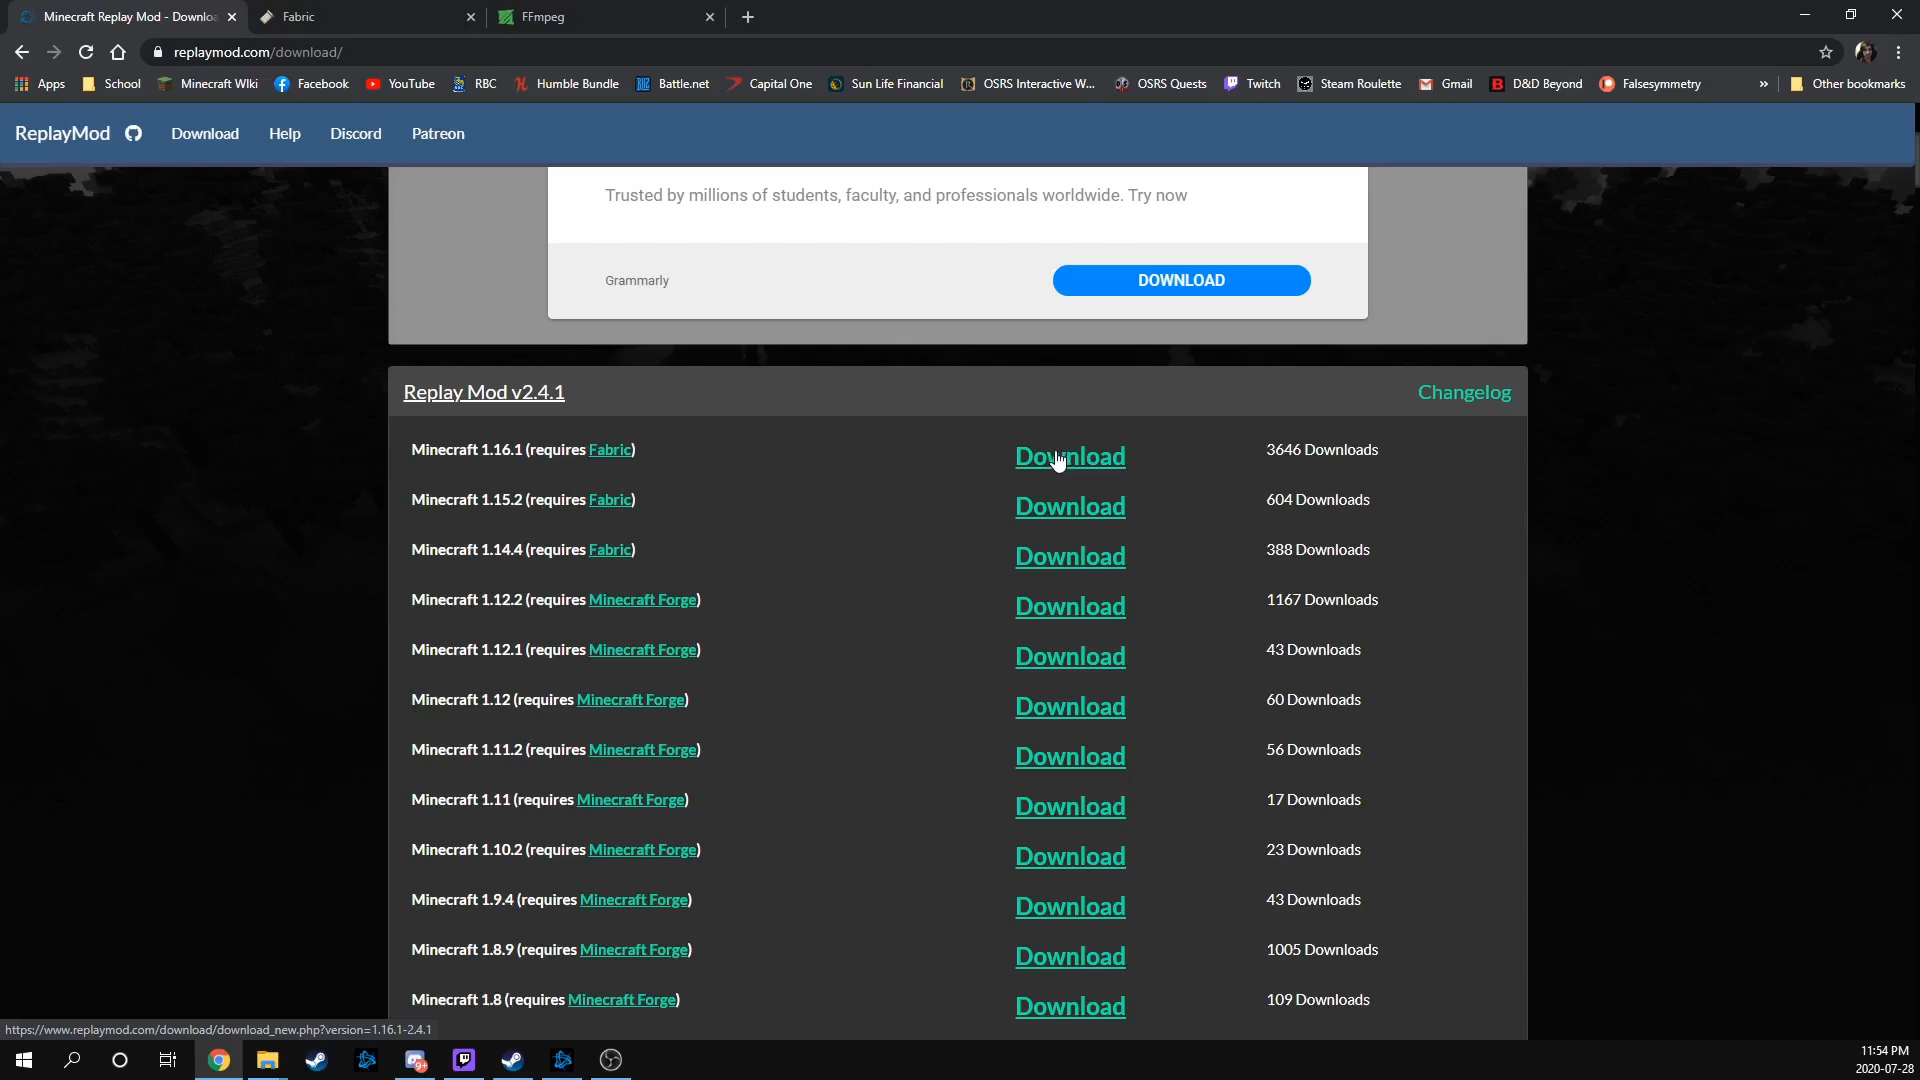 Minecraft Replay Mod - Downloa
Fabric
FFmpeg
replaymod.com/download/
Apps
School
Minecraft WIki
Facebook
YouTube
RBC
Humble Bundle
Battle.net
Capital One
Sun Life Financial
OSRS Interactive W...
OSRS Quests
Twitch
Steam Roulette
Gmail
D&D Beyond
Falsesymmetry
»
Other bookmarks
ReplayMod
Download
Help
Discord
Patreon
Trusted by millions of students, faculty, and professionals worldwide. Try now
Grammarly
DOWNLOAD
Replay Mod v2.4.1
Changelog
Minecraft 1.16.1 (requires Fabric) Download 3646 Downloads
Minecraft 1.15.2 (requires Fabric) Download 604 Downloads
Minecraft 1.14.4 (requires Fabric) Download 388 Downloads
Minecraft 1.12.2 (requires Minecraft Forge) Download 1167 Downloads
Minecraft 1.12.1 (requires Minecraft Forge) Download 43 Downloads
Minecraft 1.12 (requires Minecraft Forge) Download 60 Downloads
Minecraft 1.11.2 (requires Minecraft Forge) Download 56 Downloads
Minecraft 1.11 (requires Minecraft Forge) Download 17 Downloads
Minecraft 1.10.2 (requires Minecraft Forge) Download 23 Downloads
Minecraft 1.9.4 (requires Minecraft Forge) Download 43 Downloads
Minecraft 1.8.9 (requires Minecraft Forge) Download 1005 Downloads
Minecraft 1.8 (requires Minecraft Forge) Download 109 Downloads
https://www.replaymod.com/download/download_new.php?version=1.16.1-2.4.1
9+
11:54 PM
2020-07-28